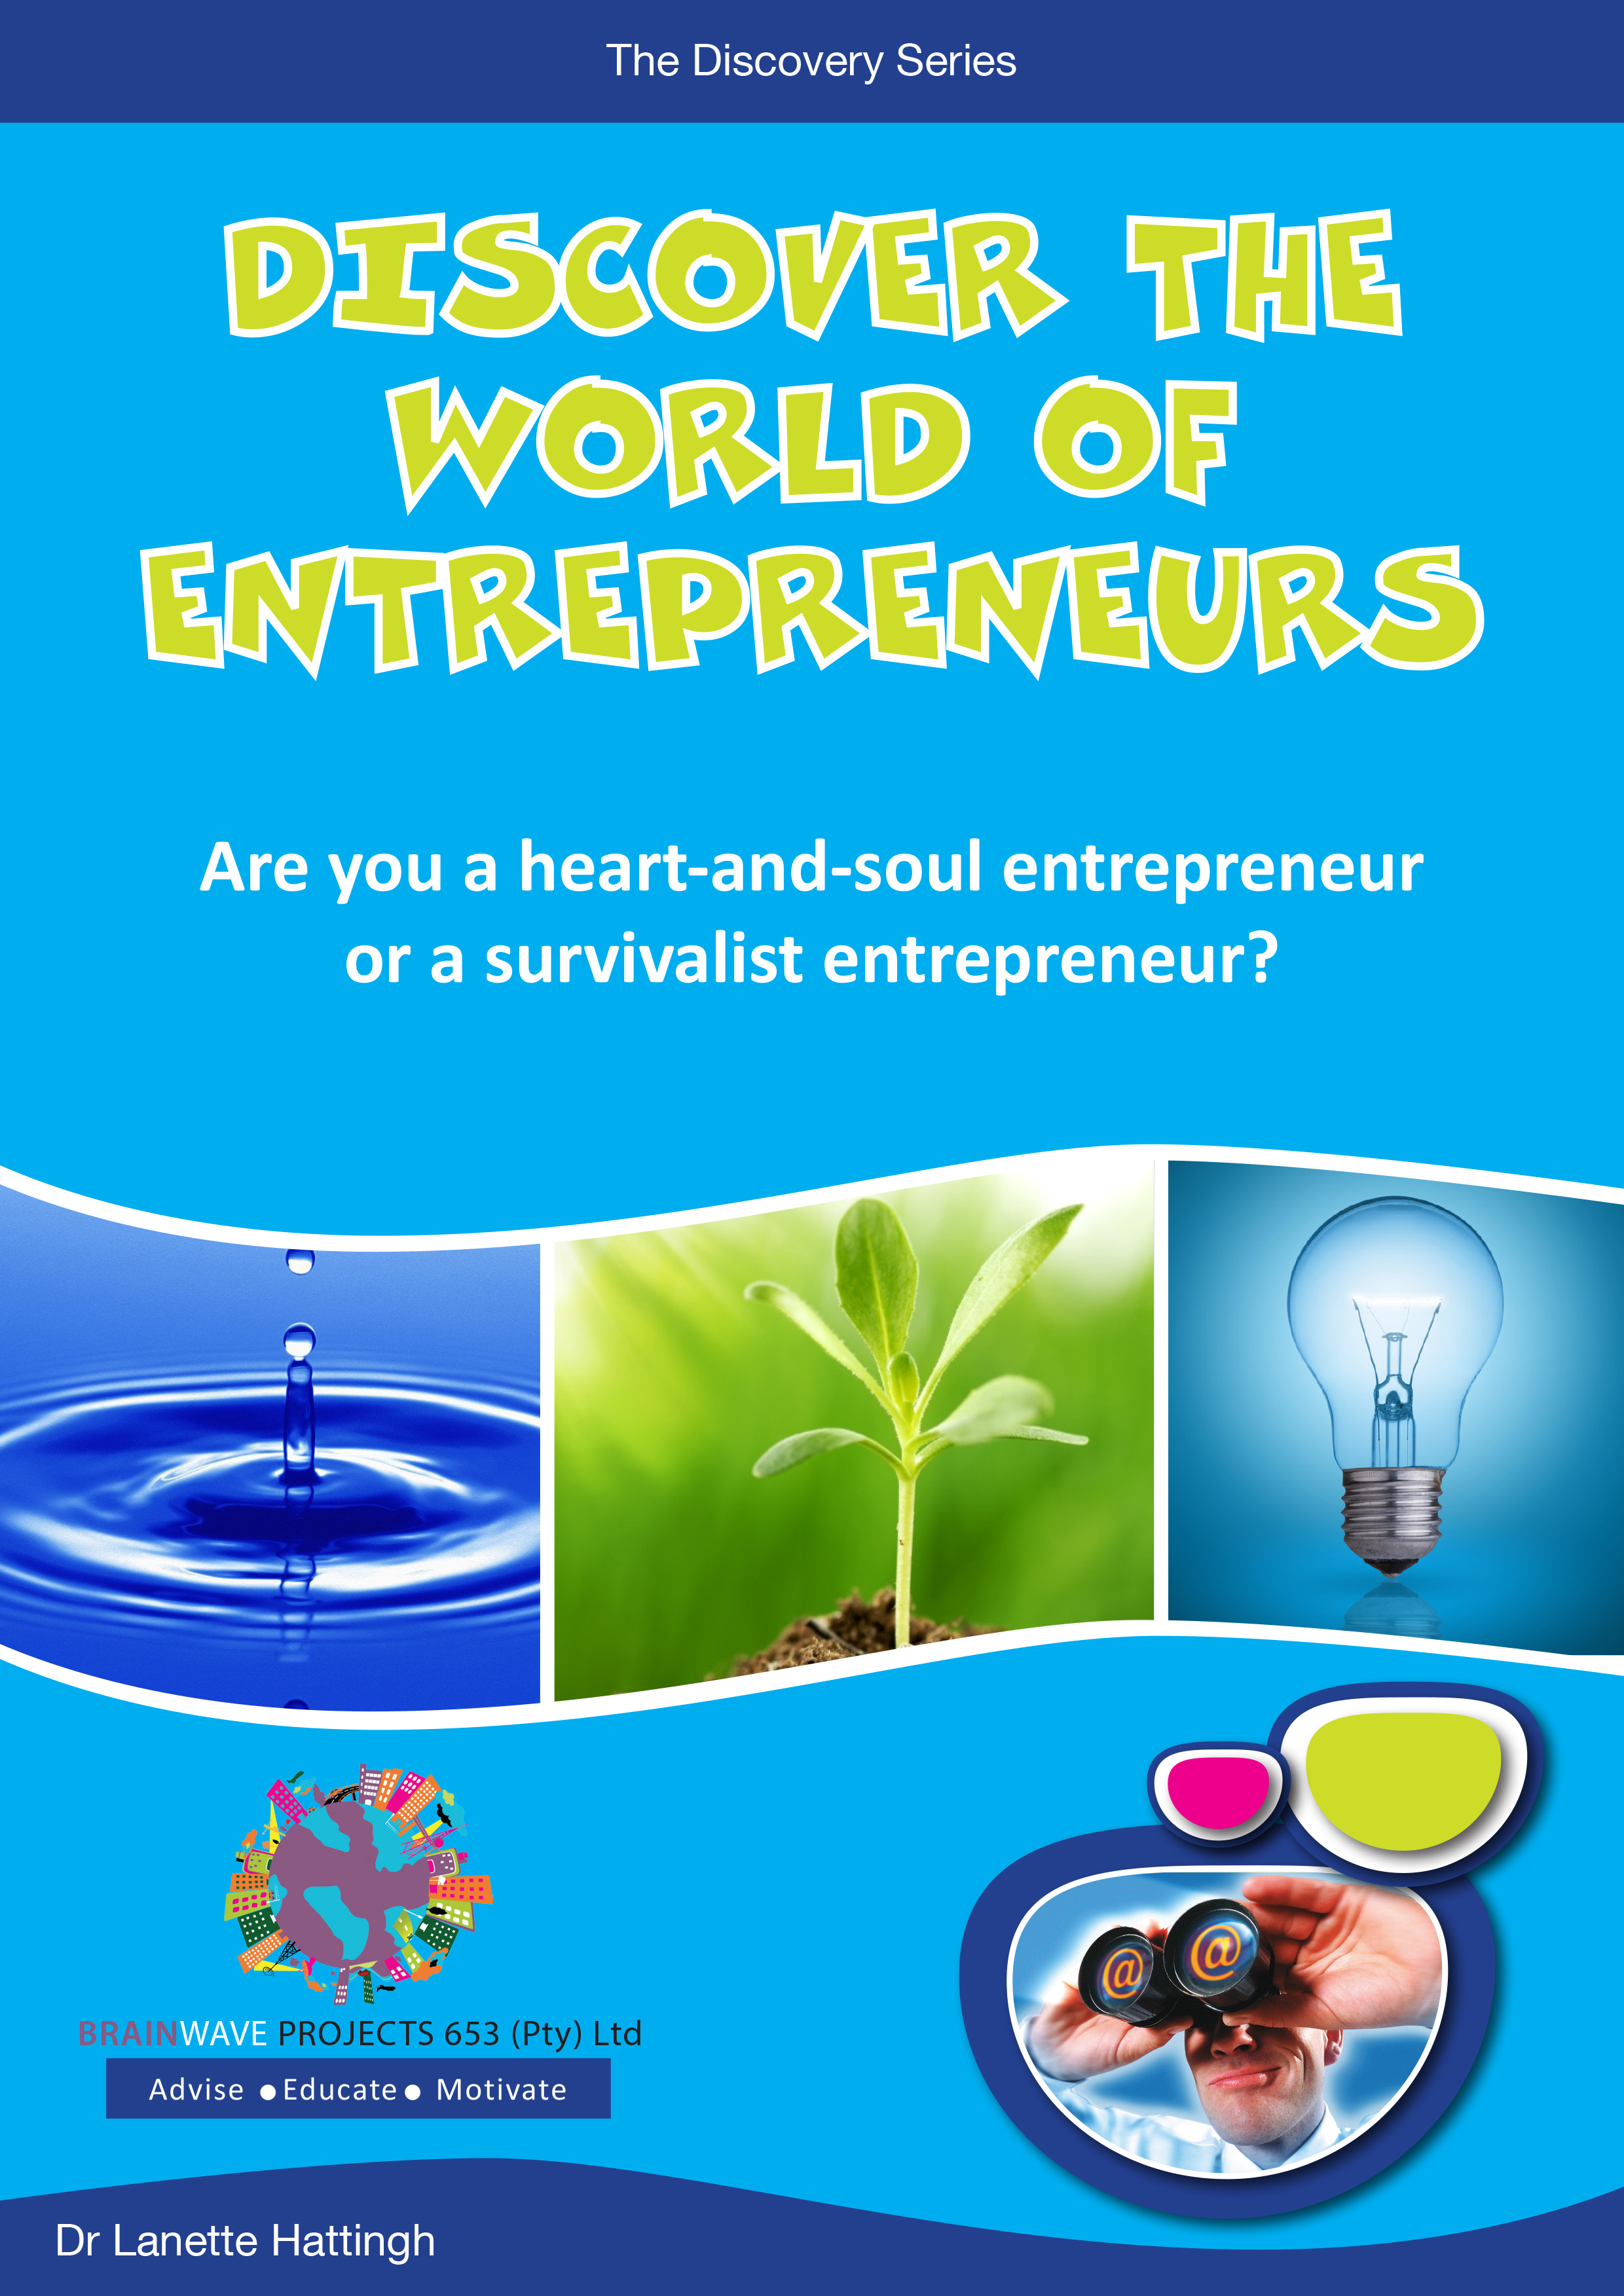 The Discovery Series
DISCOVER THE
WORLD OF
ENTREPRENEURS
Are you a heart-and-soul entrepreneur
or a survivalist entrepreneur?
@ @
BRAINWAVE PROJECTS 653 (Pty) Ltd
Advise ● Educate ● Motivate
Dr Lanette Hattingh